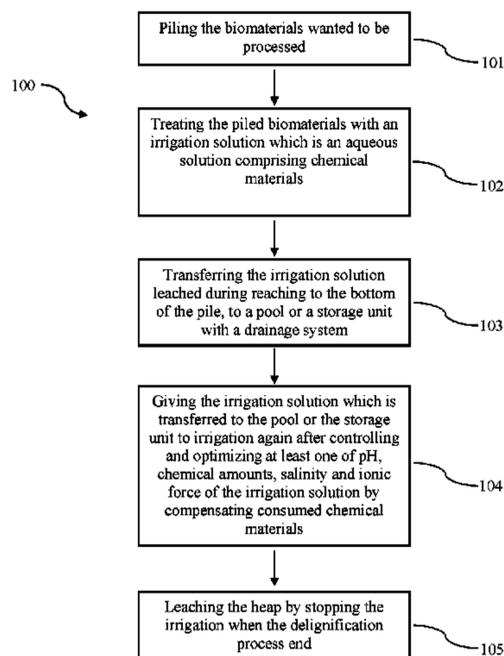 Piling the biomaterials wanted to be
processed
101
100
Treating the piled biomaterials with an
irrigation solution which is an aqueous
solution comprising chemical
materials
102
Transferring the irrigation solution
leached during reaching to the bottom
of the pile, to a pool or a storage unit
with a drainage system
103
Giving the irrigation solution which is
transferred to the pool or the storage
unit to irrigation again after controlling
and optimizing at least one of pH,
chemical amounts, salinity and ionic
force of the irrigation solution by
compensating consumed chemical
materials
104
Leaching the heap by stopping the
irrigation when the delignification
process end
105